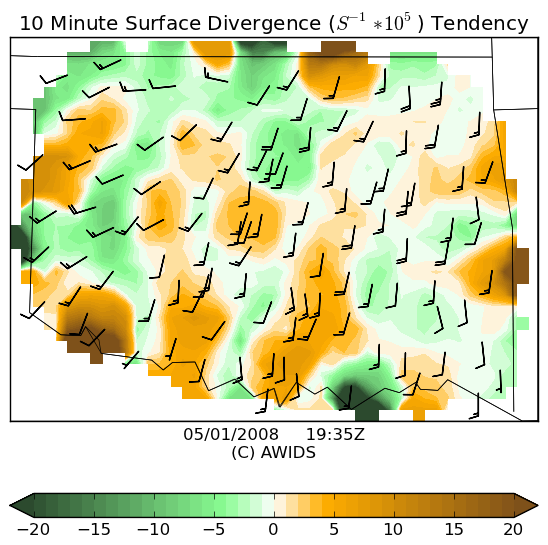 10 Minute Surface Divergence (S⁻¹ *10⁵ ) Tendency
05/01/2008 19:35Z
(C) AWIDS
−20 −15 −10 −5 0 5 10 15 20